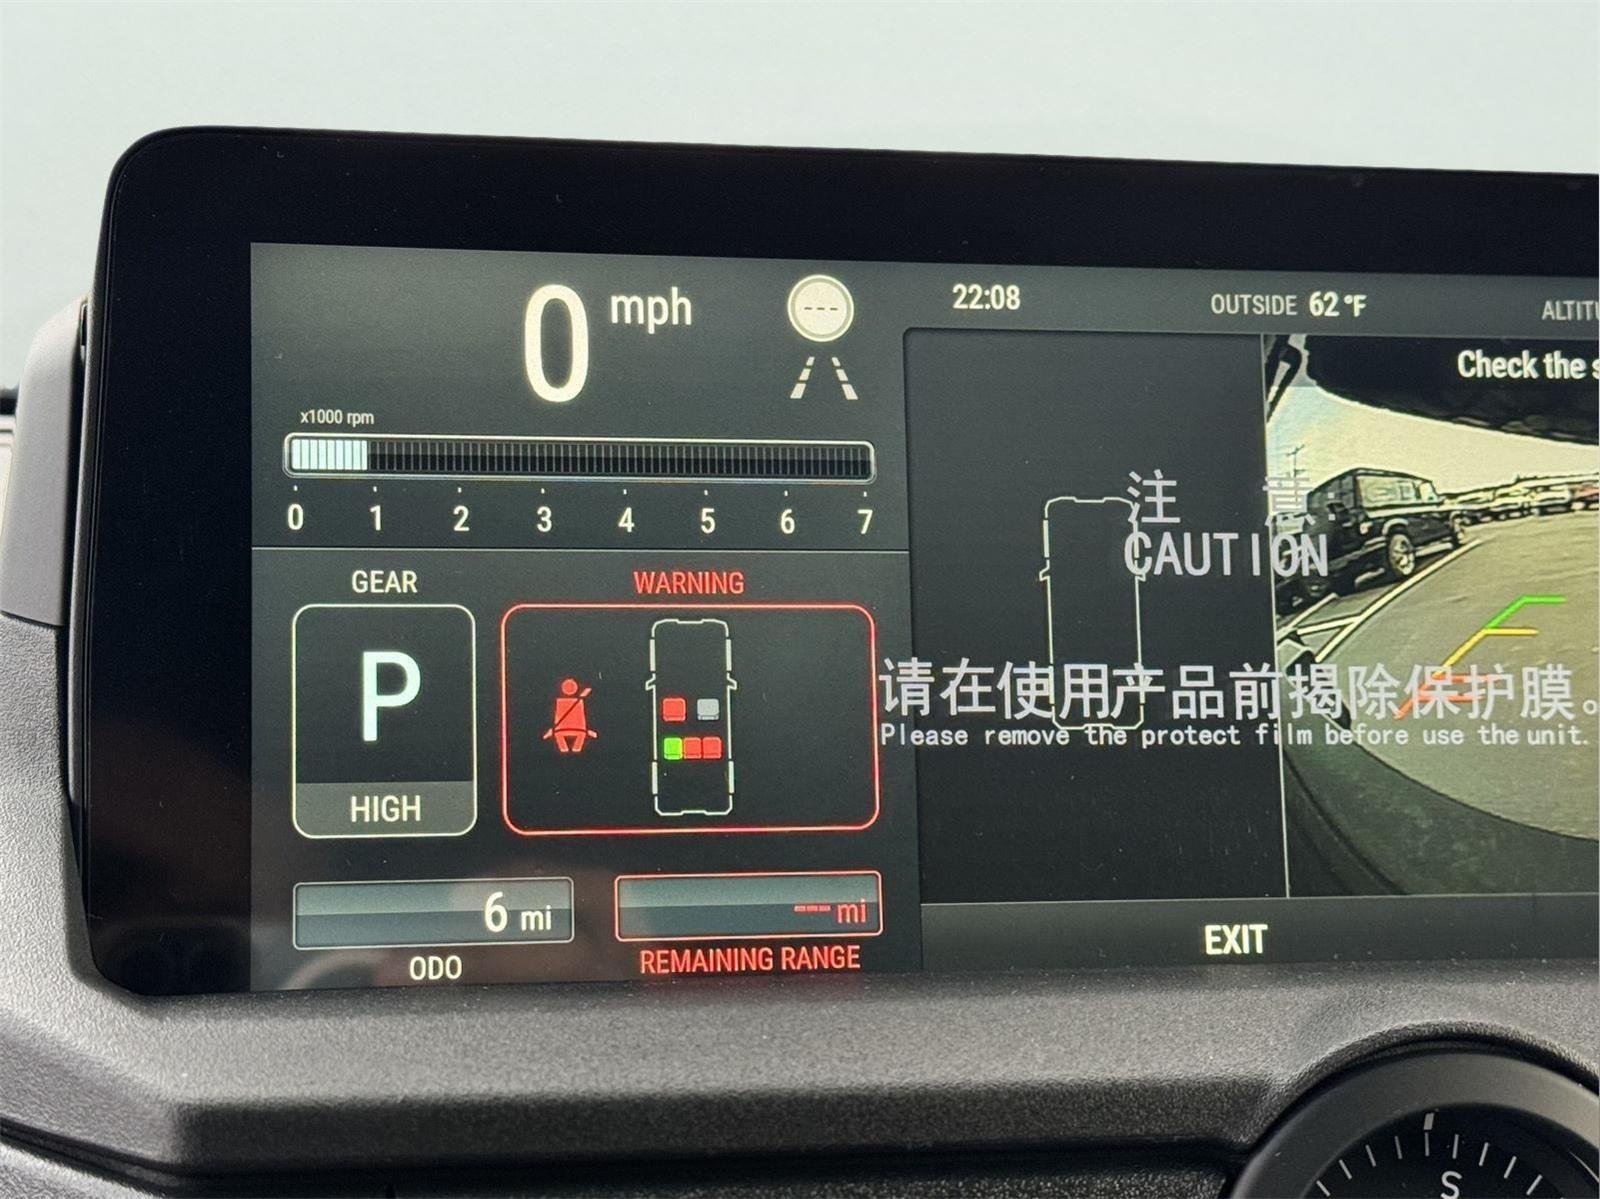 0 mph
22:08
OUTSIDE 62°F
Check the
x1000 rpm
0 1 2 3 4 5 6 7
注 意:
CAUTION
GEAR
WARNING
P
HIGH
请在使用产品前揭除保护膜。
Please remove the protect film before use the unit.
6 mi
--- mi
ODO
REMAINING RANGE
EXIT
S